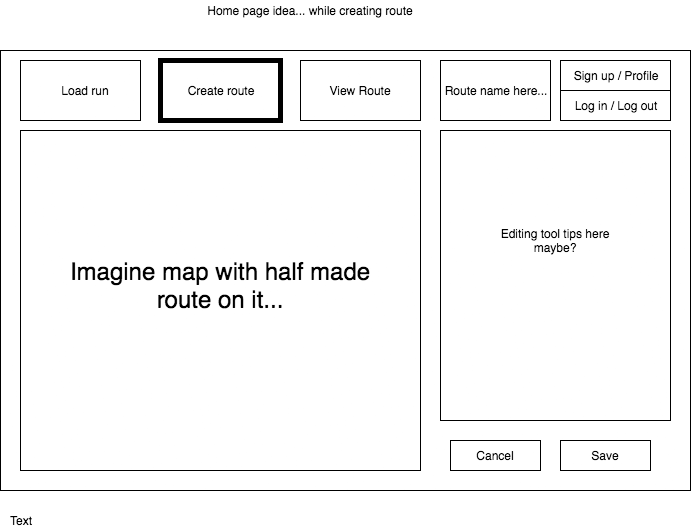 Home page idea... while creating route
Load run
Create route
View Route
Route name here...
Sign up / Profile
Log in / Log out
Imagine map with half made
route on it...
Editing tool tips here
maybe?
Cancel
Save
Text